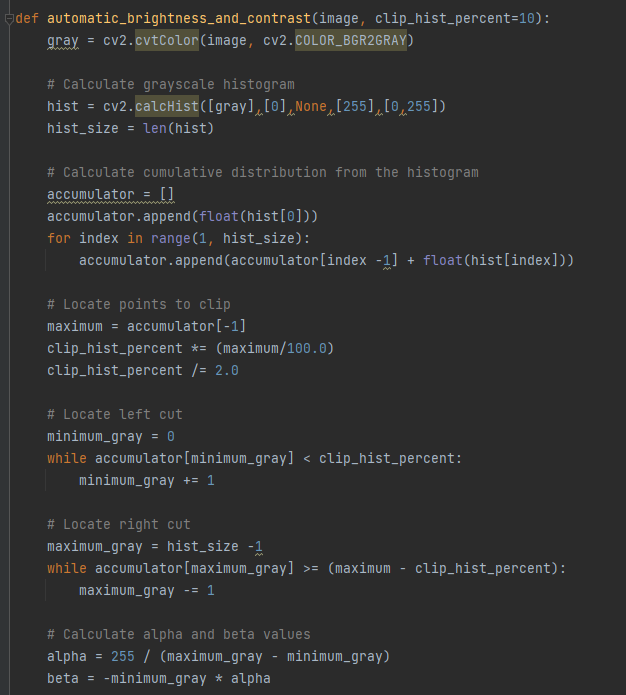 def automatic_brightness_and_contrast(image, clip_hist_percent=10):
    gray = cv2.cvtColor(image, cv2.COLOR_BGR2GRAY)

    # Calculate grayscale histogram
    hist = cv2.calcHist([gray],[0],None,[255],[0,255])
    hist_size = len(hist)

    # Calculate cumulative distribution from the histogram
    accumulator = []
    accumulator.append(float(hist[0]))
    for index in range(1, hist_size):
        accumulator.append(accumulator[index -1] + float(hist[index]))

    # Locate points to clip
    maximum = accumulator[-1]
    clip_hist_percent *= (maximum/100.0)
    clip_hist_percent /= 2.0

    # Locate left cut
    minimum_gray = 0
    while accumulator[minimum_gray] < clip_hist_percent:
        minimum_gray += 1

    # Locate right cut
    maximum_gray = hist_size -1
    while accumulator[maximum_gray] >= (maximum - clip_hist_percent):
        maximum_gray -= 1

    # Calculate alpha and beta values
    alpha = 255 / (maximum_gray - minimum_gray)
    beta = -minimum_gray * alpha